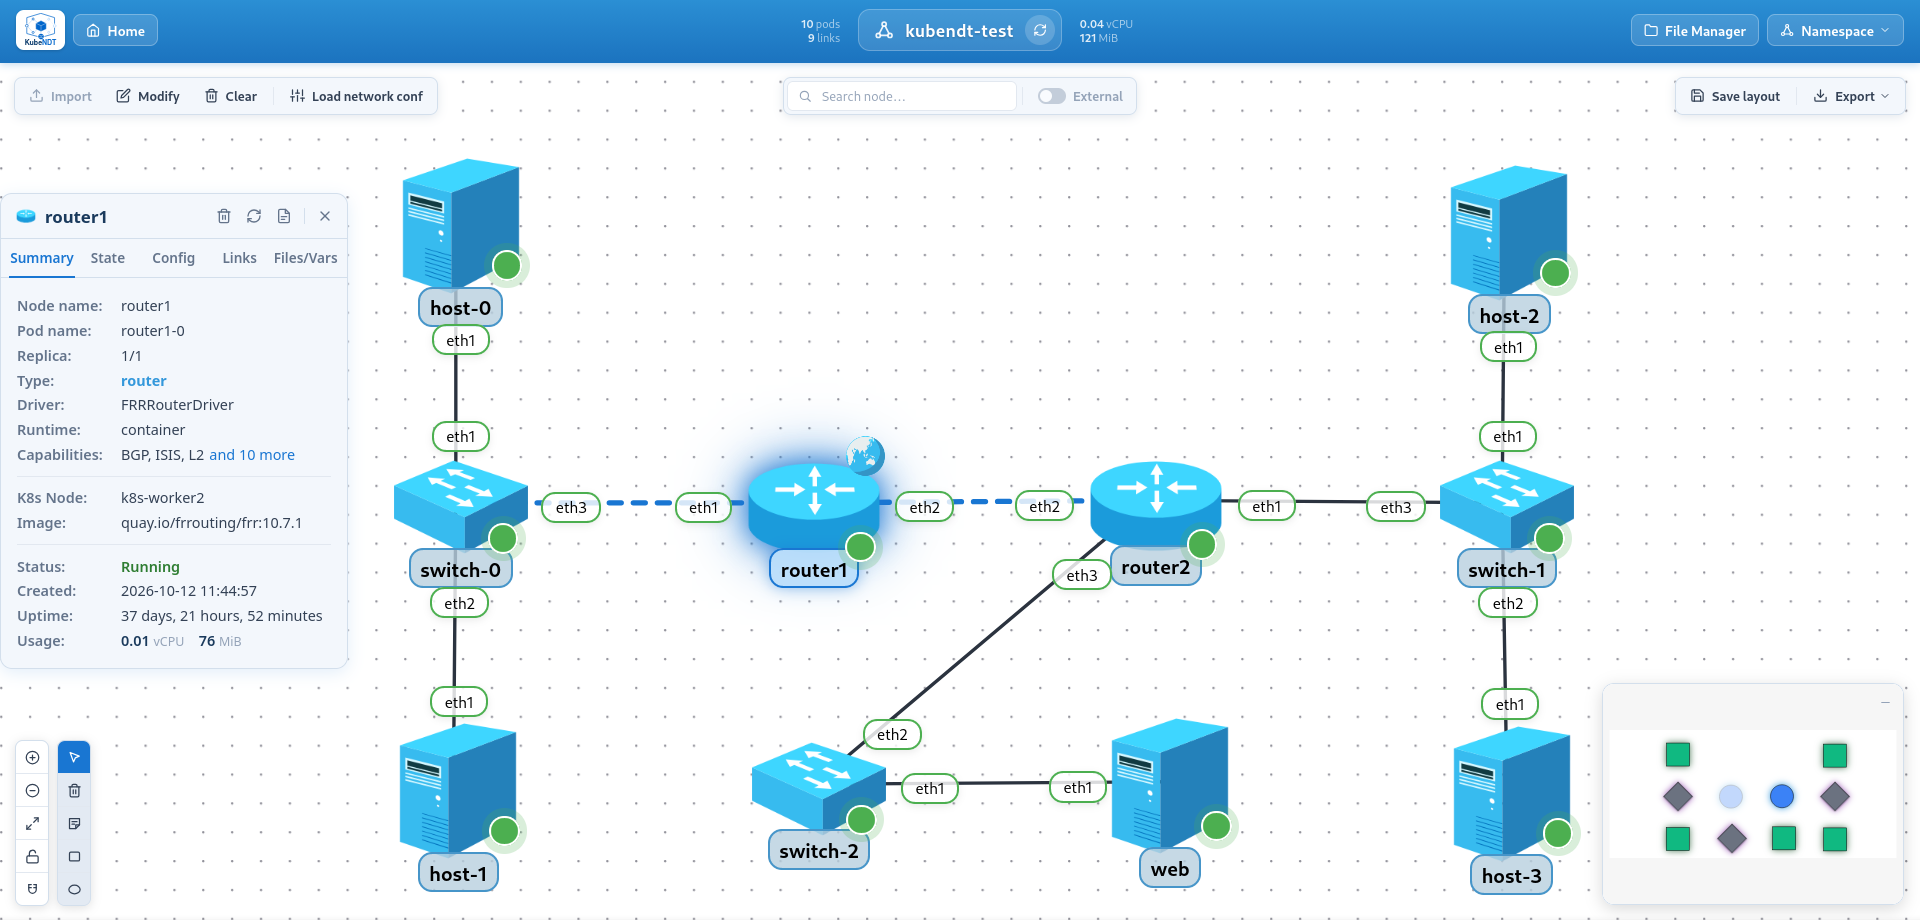 KubeNDT
Home
10 pods
9 links
kubendt-test
0.04 vCPU
121 MiB
File Manager
Namespace
Import
Modify
Clear
Load network conf
Search node...
External
Save layout
Export
router1
Summary
State
Config
Links
Files/Vars
Node name: router1
Pod name: router1-0
Replica: 1/1
Type: router
Driver: FRRRouterDriver
Runtime: container
Capabilities: BGP, ISIS, L2 and 10 more
K8s Node: k8s-worker2
Image: quay.io/frrouting/frr:10.7.1
Status: Running
Created: 2026-10-12 11:44:57
Uptime: 37 days, 21 hours, 52 minutes
Usage: 0.01 vCPU 76 MiB
host-0
eth1
eth1
switch-0
eth3
eth1
eth2
eth1
host-1
router1
eth2
eth2
router2
eth1
eth3
eth3
eth2
switch-2
eth1
eth1
web
host-2
eth1
eth1
switch-1
eth2
eth1
host-3